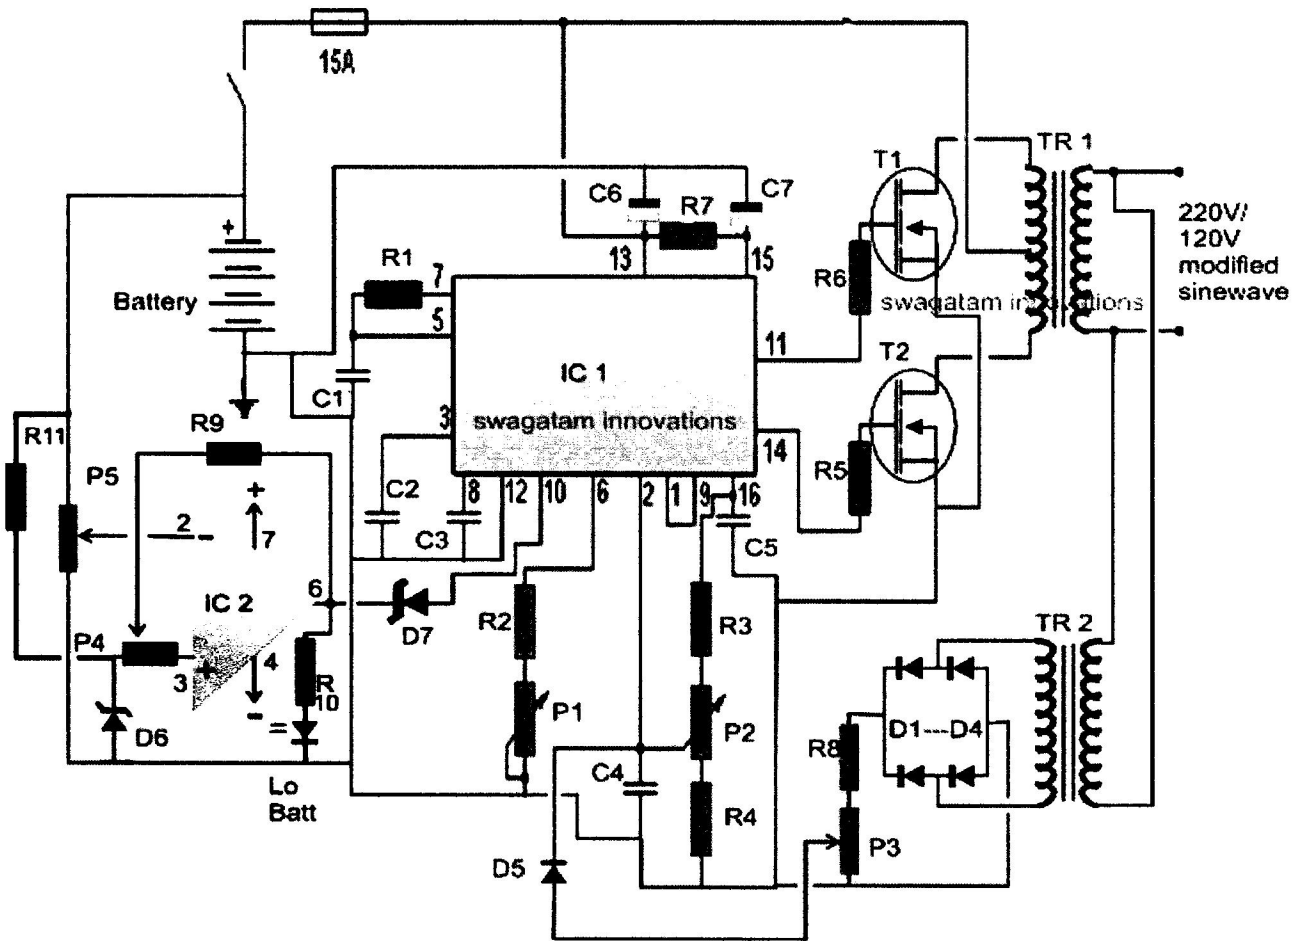 15A
TR 1
T1
C6
C7
R7
220V/
120V
modified
sinewave
+
13
15
R1
7
R6
Battery
swagatam innovations
5
11
T2
IC 1
C1
3
swagatam Innovations
R9
14
R11
R5
P5
C2
8
12
10
6
2
1
9
16
+
2
-
7
C3
C5
6
IC 2
D7
R2
R3
TR 2
P4
3
+
4
R
10
-
=
D6
P1
P2
D1---D4
R8
Lo
Batt
C4
R4
P3
D5